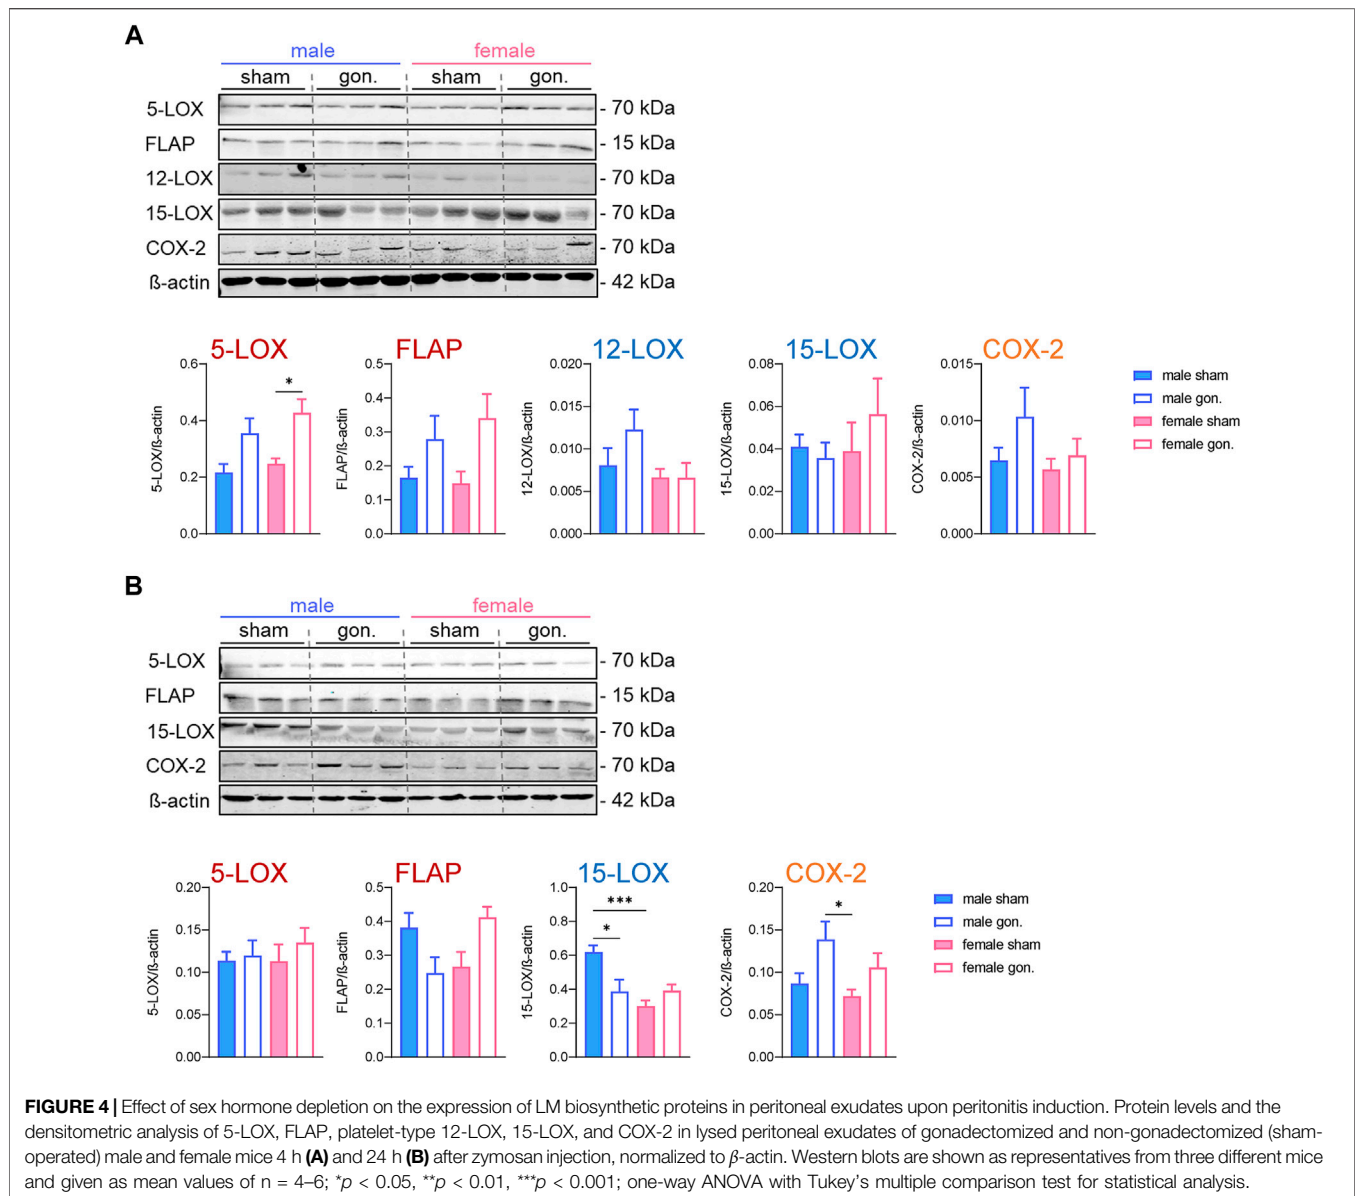 A
male female
sham gon. sham gon.
5-LOX - 70 kDa
FLAP - 15 kDa
12-LOX - 70 kDa
15-LOX - 70 kDa
COX-2 - 70 kDa
ß-actin - 42 kDa
5-LOX
5-LOX/ß-actin
0.6
0.4
0.2
0.0
*
FLAP
FLAP/ß-actin
0.5
0.4
0.3
0.2
0.1
0.0
12-LOX
12-LOX/ß-actin
0.020
0.015
0.010
0.005
0.000
15-LOX
15-LOX/ß-actin
0.08
0.06
0.04
0.02
0.00
COX-2
COX-2/ß-actin
0.015
0.010
0.005
0.000
male sham
male gon.
female sham
female gon.
B
male female
sham gon. sham gon.
5-LOX - 70 kDa
FLAP - 15 kDa
15-LOX - 70 kDa
COX-2 - 70 kDa
ß-actin - 42 kDa
5-LOX
5-LOX/ß-actin
0.20
0.15
0.10
0.05
0.00
FLAP
FLAP/ß-actin
0.5
0.4
0.3
0.2
0.1
0.0
15-LOX
15-LOX/ß-actin
1.0
0.8
0.6
0.4
0.2
0.0
***
*
COX-2
COX-2/ß-actin
0.20
0.15
0.10
0.05
0.00
*
male sham
male gon.
female sham
female gon.
FIGURE 4 | Effect of sex hormone depletion on the expression of LM biosynthetic proteins in peritoneal exudates upon peritonitis induction. Protein levels and the
densitometric analysis of 5-LOX, FLAP, platelet-type 12-LOX, 15-LOX, and COX-2 in lysed peritoneal exudates of gonadectomized and non-gonadectomized (sham-
operated) male and female mice 4 h (A) and 24 h (B) after zymosan injection, normalized to β-actin. Western blots are shown as representatives from three different mice
and given as mean values of n = 4–6; *p < 0.05, **p < 0.01, ***p < 0.001; one-way ANOVA with Tukey's multiple comparison test for statistical analysis.